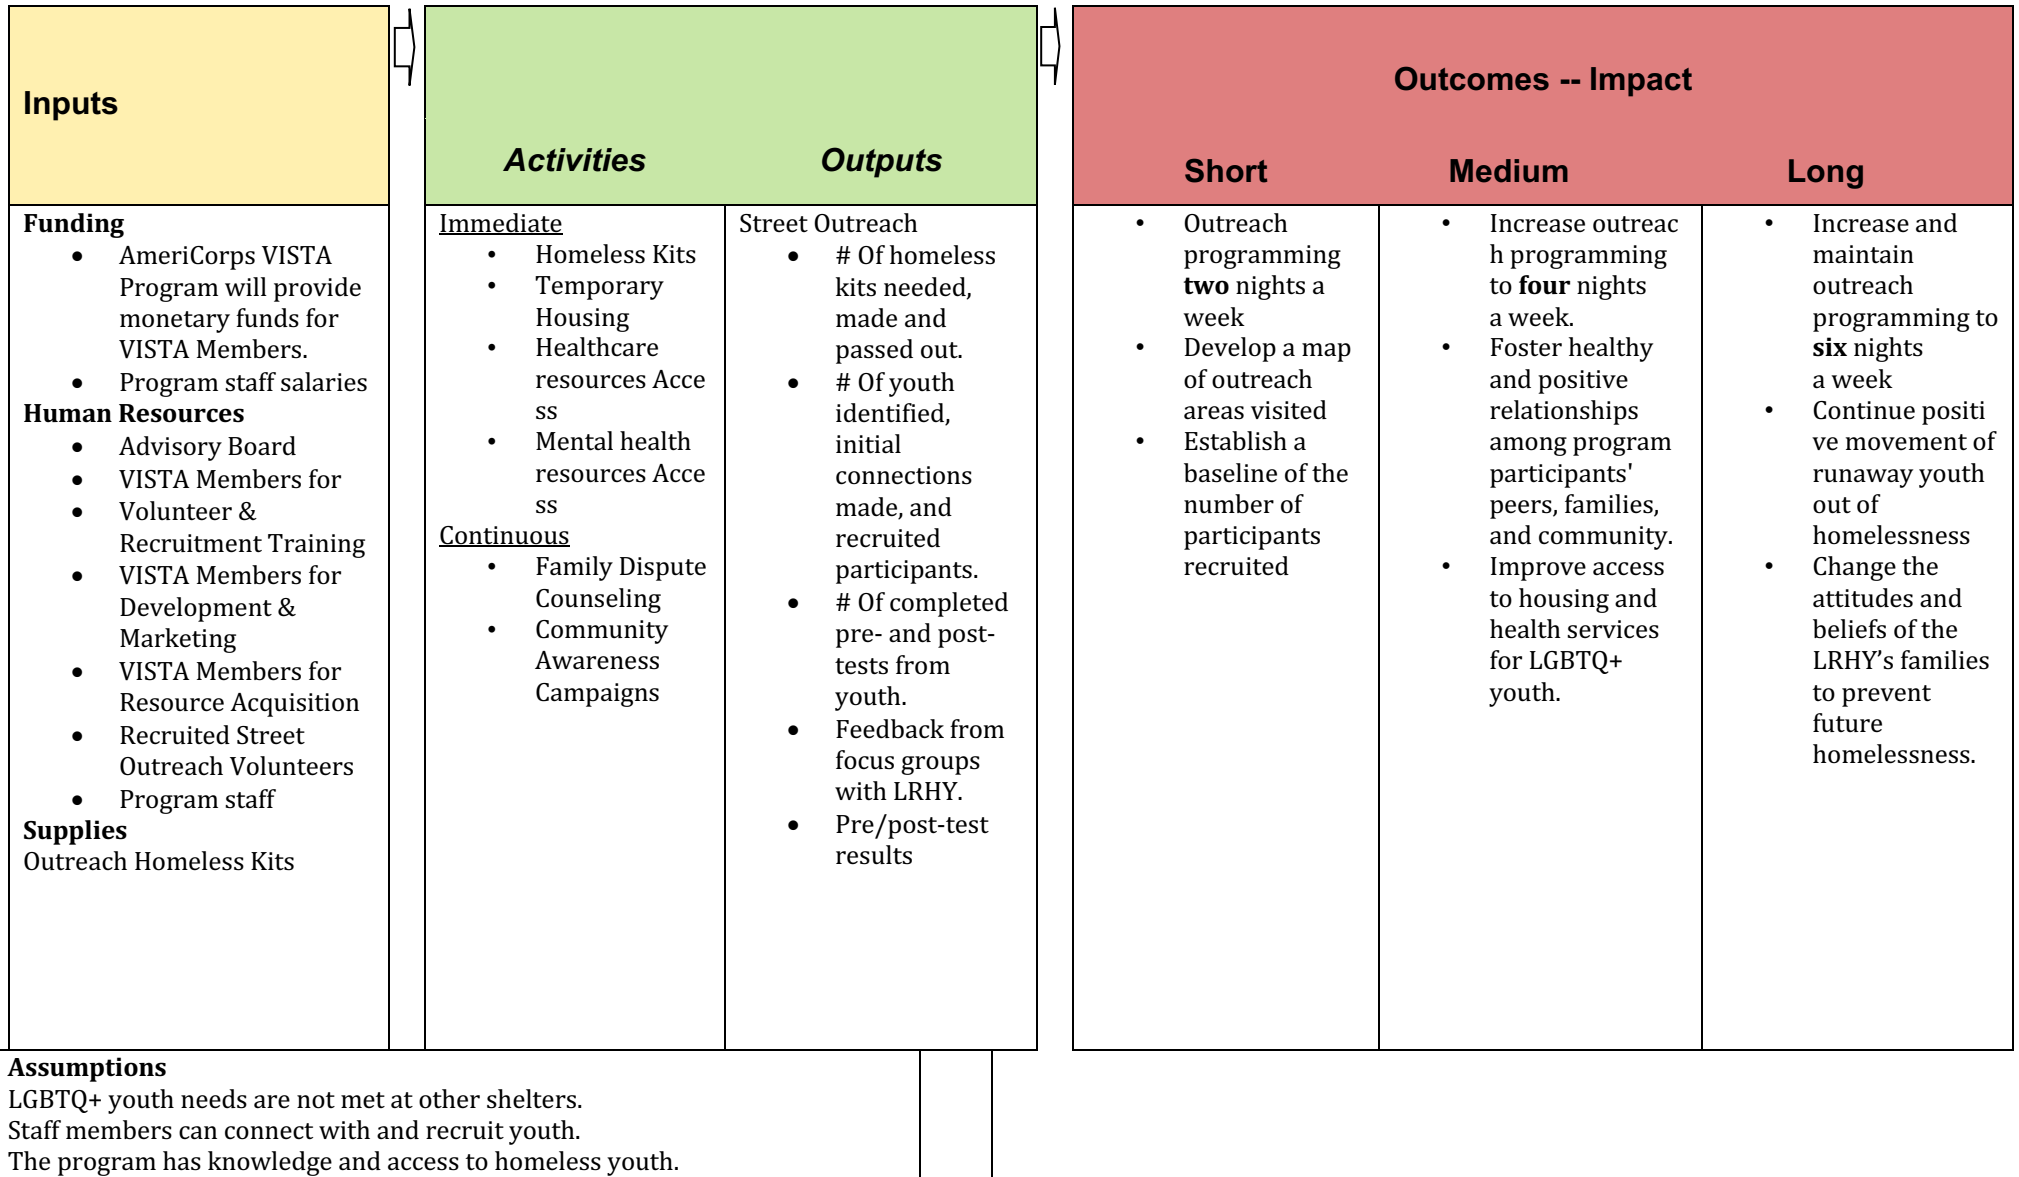 Inputs
Activities
Outputs
Outcomes -- Impact
Short
Medium
Long
Funding
• AmeriCorps VISTA
Program will provide
monetary funds for
VISTA Members.
• Program staff salaries
Human Resources
• Advisory Board
• VISTA Members for
• Volunteer &
Recruitment Training
• VISTA Members for
Development &
Marketing
• VISTA Members for
Resource Acquisition
• Recruited Street
Outreach Volunteers
• Program staff
Supplies
Outreach Homeless Kits
Immediate
• Homeless Kits
• Temporary
Housing
• Healthcare
resources Acce
ss
• Mental health
resources Acce
ss
Continuous
• Family Dispute
Counseling
• Community
Awareness
Campaigns
Street Outreach
• # Of homeless
kits needed,
made and
passed out.
• # Of youth
identified,
initial
connections
made, and
recruited
participants.
• # Of completed
pre- and post-
tests from
youth.
• Feedback from
focus groups
with LRHY.
• Pre/post-test
results
• Outreach
programming
two nights a
week
• Develop a map
of outreach
areas visited
• Establish a
baseline of the
number of
participants
recruited
• Increase outreac
h programming
to four nights
a week.
• Foster healthy
and positive
relationships
among program
participants'
peers, families,
and community.
• Improve access
to housing and
health services
for LGBTQ+
youth.
• Increase and
maintain
outreach
programming to
six nights
a week
• Continue positi
ve movement of
runaway youth
out of
homelessness
• Change the
attitudes and
beliefs of the
LRHY’s families
to prevent
future
homelessness.
Assumptions
LGBTQ+ youth needs are not met at other shelters.
Staff members can connect with and recruit youth.
The program has knowledge and access to homeless youth.